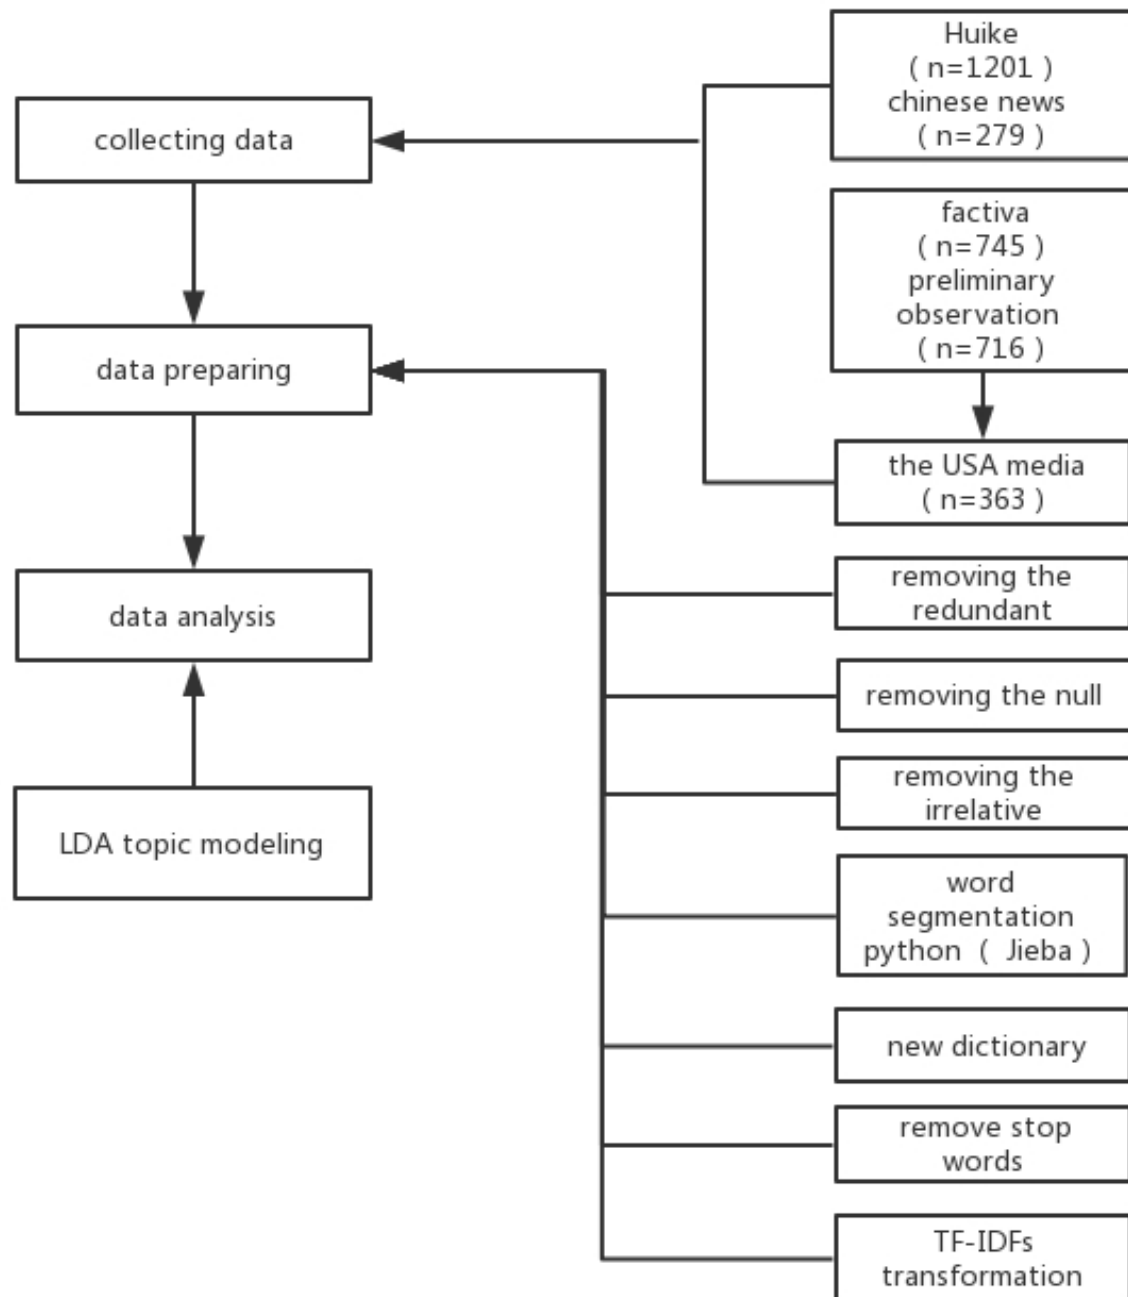 collecting data
data preparing
data analysis
LDA topic modeling
Huike
( n=1201 )
chinese news
( n=279 )
factiva
( n=745 )
preliminary
observation
( n=716 )
the USA media
( n=363 )
removing the
redundant
removing the null
removing the
irrelative
word
segmentation
python ( Jieba )
new dictionary
remove stop
words
TF-IDFs
transformation